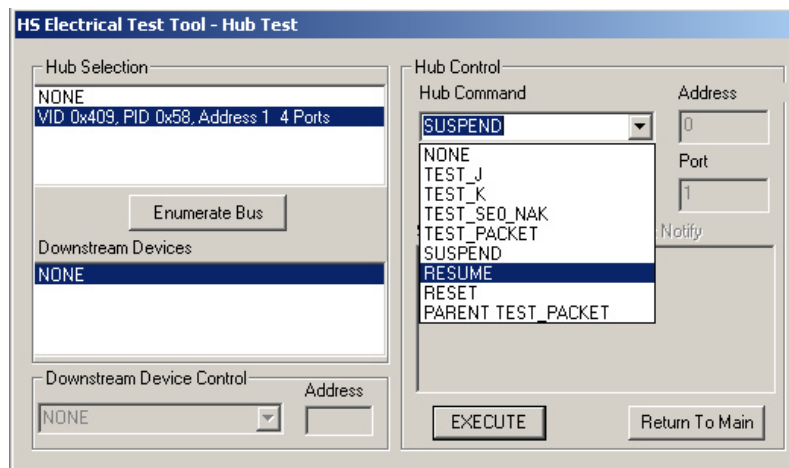 HS Electrical Test Tool - Hub Test
Hub Selection
NONE
VID 0x409, PID 0x58, Address 1 4 Ports
Enumerate Bus
Downstream Devices
NONE
Downstream Device Control
Address
NONE
Hub Control
Hub Command
Address
SUSPEND
0
Port
1
NONE
TEST_J
TEST_K
TEST_SE0_NAK
TEST_PACKET
SUSPEND
RESUME
RESET
PARENT TEST_PACKET
Notify
EXECUTE
Return To Main